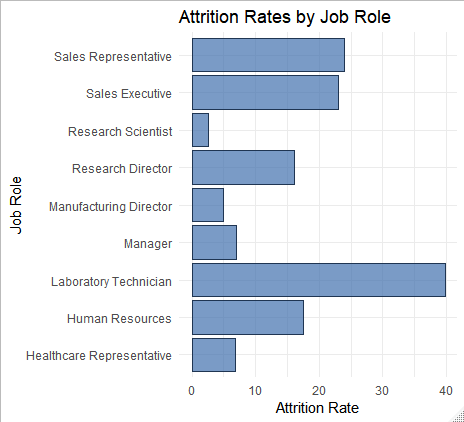 Attrition Rates by Job Role
Job Role
Sales Representative
Sales Executive
Research Scientist
Research Director
Manufacturing Director
Manager
Laboratory Technician
Human Resources
Healthcare Representative
0 10 20 30 40
Attrition Rate